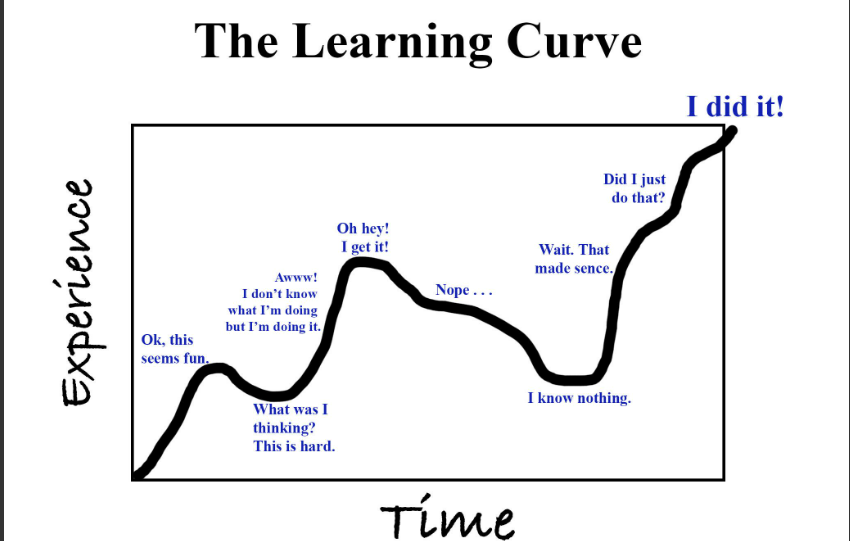 The Learning Curve
I did it!
Did I just
do that?
Oh hey!
I get it!
Wait. That
made sence.
Awww!
I don't know
what I'm doing
but I'm doing it.
Nope . . .
Ok, this
seems fun.
I know nothing.
What was I
thinking?
This is hard.
Experience
Time